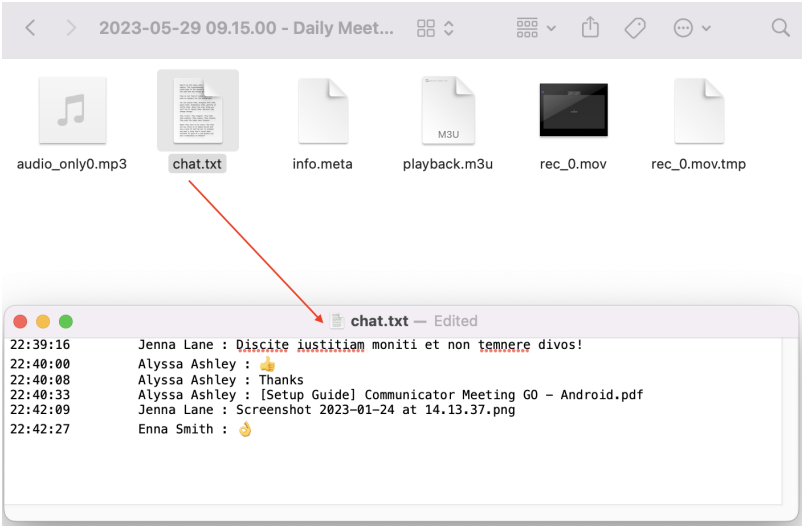 2023-05-29 09.15.00 - Daily Meet...
M3U
audio_only0.mp3 chat.txt info.meta playback.m3u rec_0.mov rec_0.mov.tmp
chat.txt — Edited
22:39:16 Jenna Lane : Discite iustitiam moniti et non temnere divos!
22:40:00 Alyssa Ashley : 👍
22:40:08 Alyssa Ashley : Thanks
22:40:33 Alyssa Ashley : [Setup Guide] Communicator Meeting GO - Android.pdf
22:42:09 Jenna Lane : Screenshot 2023-01-24 at 14.13.37.png
22:42:27 Enna Smith : 👌